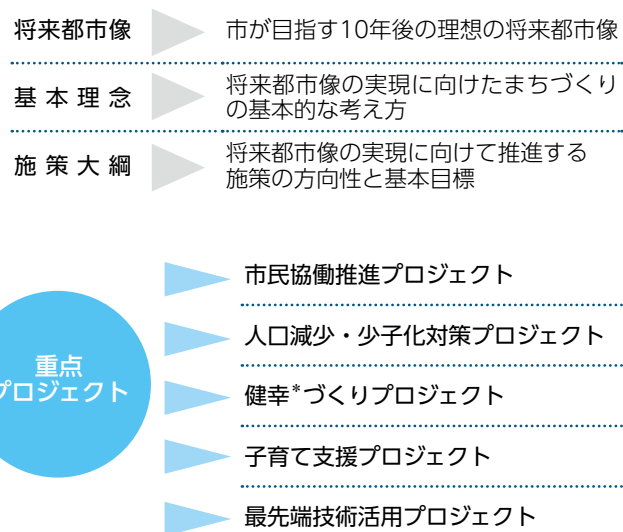 将来都市像
市が目指す10年後の理想の将来都市像
基本理念
将来都市像の実現に向けたまちづくり
の基本的な考え方
施策大綱
将来都市像の実現に向けて推進する
施策の方向性と基本目標
重点
プロジェクト
市民協働推進プロジェクト
人口減少・少子化対策プロジェクト
健幸*づくりプロジェクト
子育て支援プロジェクト
最先端技術活用プロジェクト